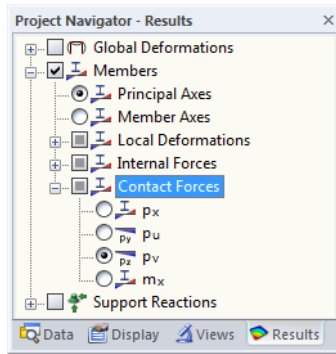 Project Navigator - Results
Global Deformations
Members
Principal Axes
Member Axes
Local Deformations
Internal Forces
Contact Forces
px
py pu
pz pv
mx
Support Reactions
Data Display Views Results